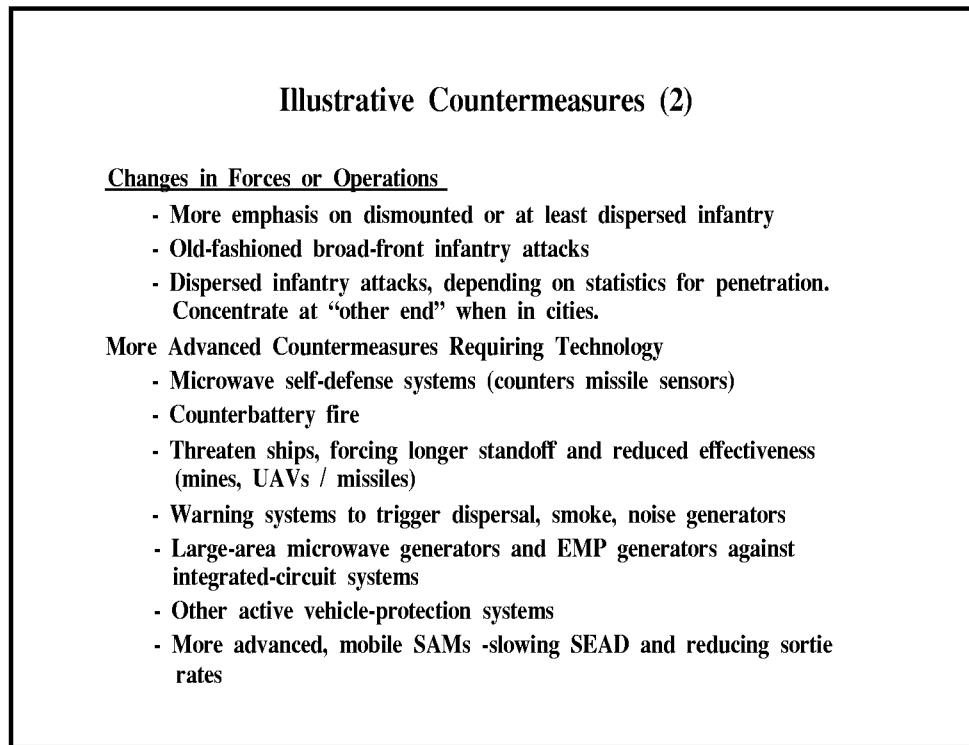 Illustrative Countermeasures (2)
Changes in Forces or Operations
- More emphasis on dismounted or at least dispersed infantry
- Old-fashioned broad-front infantry attacks
- Dispersed infantry attacks, depending on statistics for penetration.
Concentrate at “other end” when in cities.
More Advanced Countermeasures Requiring Technology
- Microwave self-defense systems (counters missile sensors)
- Counterbattery fire
- Threaten ships, forcing longer standoff and reduced effectiveness
(mines, UAVs / missiles)
- Warning systems to trigger dispersal, smoke, noise generators
- Large-area microwave generators and EMP generators against
integrated-circuit systems
- Other active vehicle-protection systems
- More advanced, mobile SAMs -slowing SEAD and reducing sortie
rates